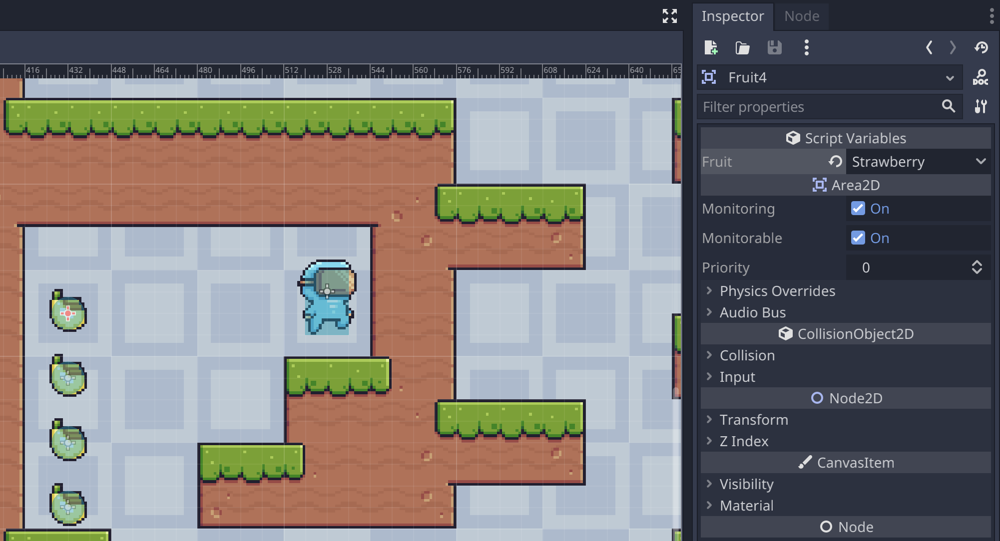 Inspector Node
416 432 448 464 480 496 512 528 544 560 576 592 608 624 640 65
Fruit4
DOC
Filter properties
Script Variables
Fruit Strawberry
Area2D
Monitoring On
Monitorable On
Priority 0
Physics Overrides
Audio Bus
CollisionObject2D
Collision
Input
Node2D
Transform
Z Index
CanvasItem
Visibility
Material
Node